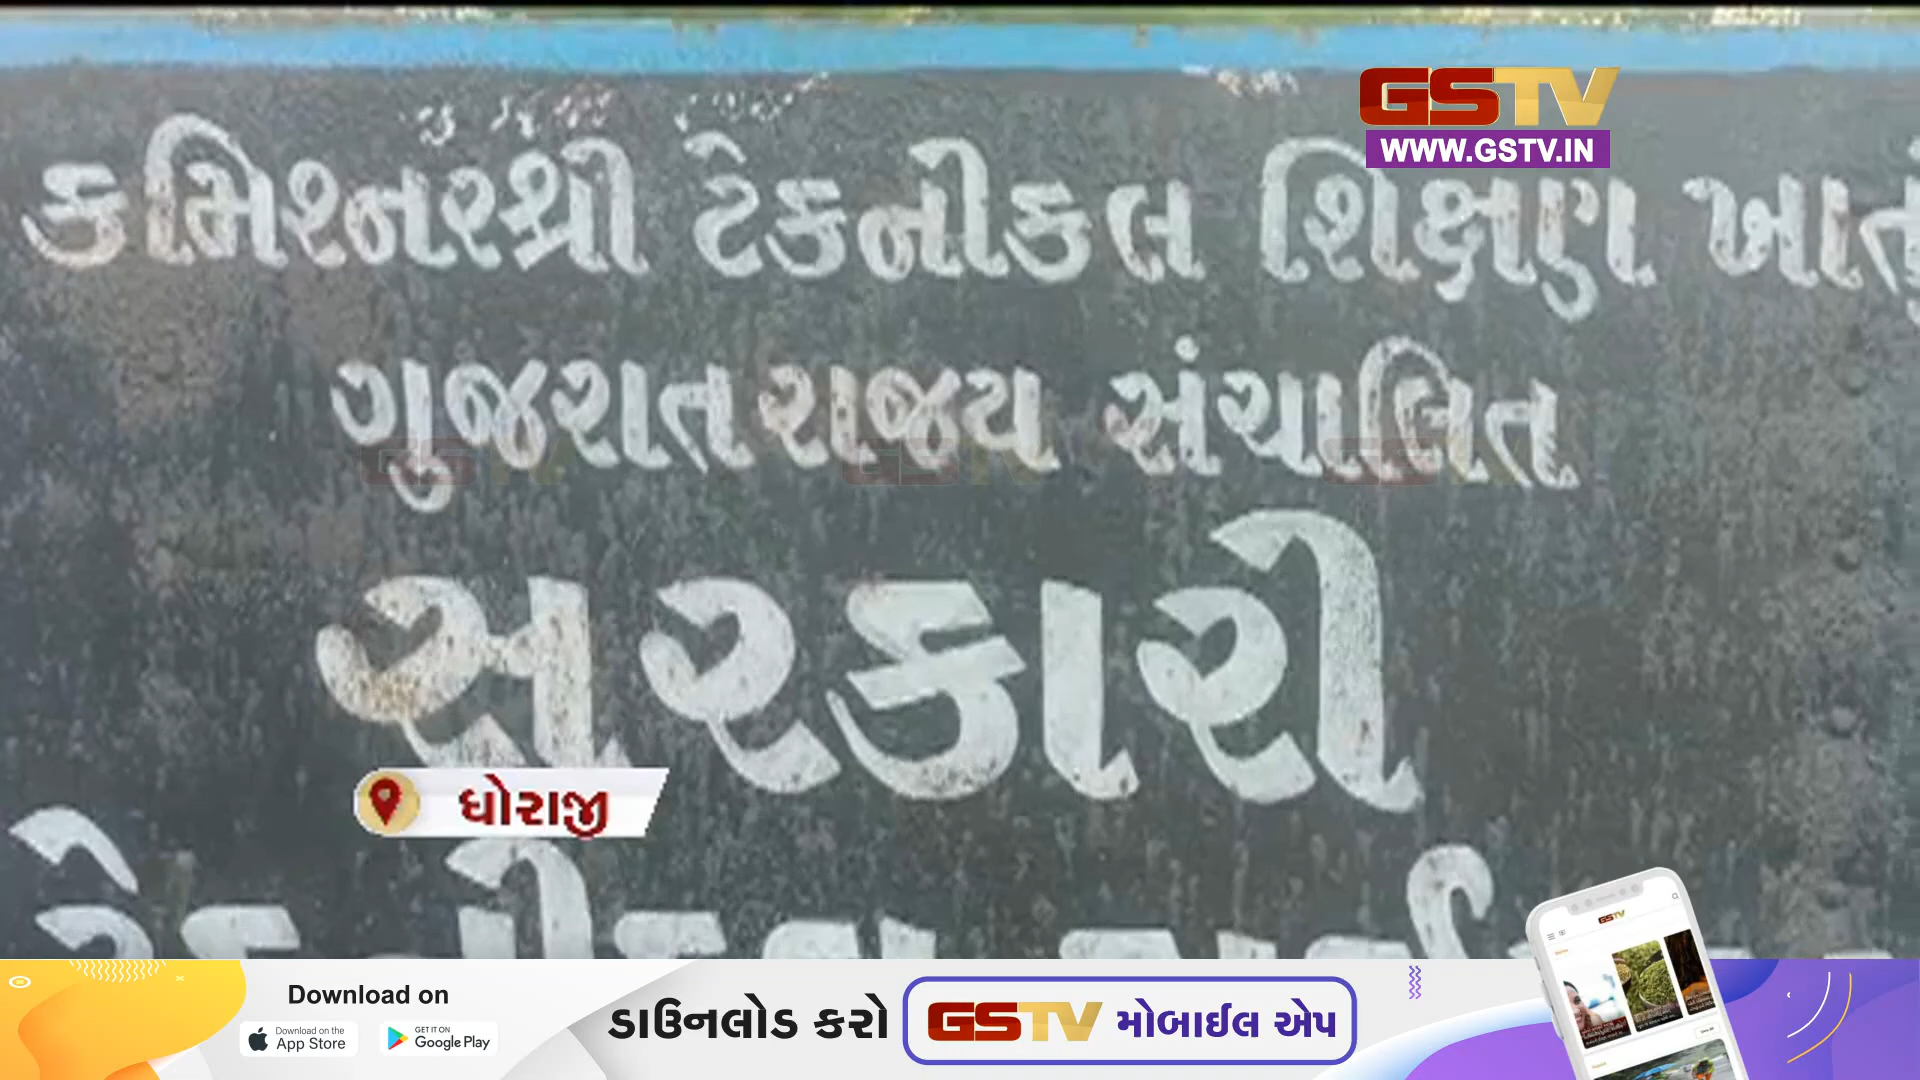 GSTV
WWW.GSTV.IN
કમિશ્નરશ્રી ટેકનીકલ શિક્ષણ ખાતું
ગુજરાત રાજ્ય સંચાલિત
સરકારી
ધોરાજી
Download on
Download on the
App Store
GET IT ON
Google Play
ડાઉનલોડ કરો GSTV મોબાઈલ એપ
GSTV